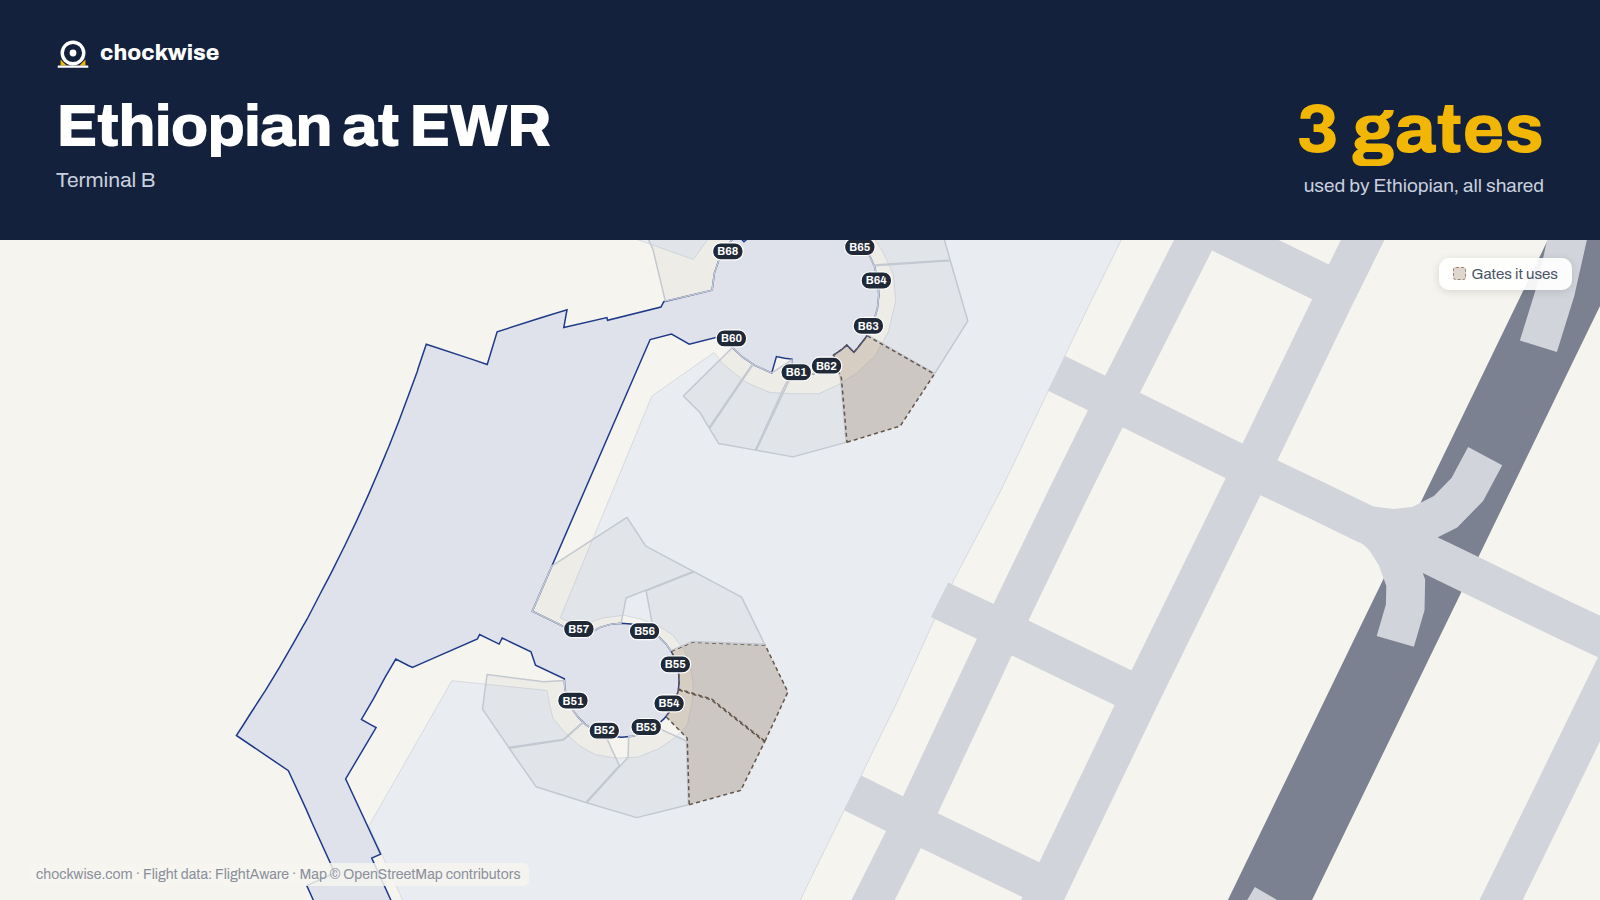 chockwise
Ethiopian at EWR
Terminal B
3 gates
used by Ethiopian, all shared
Gates it uses
B68
B65
B64
B63
B60
B62
B61
B57
B56
B55
B51
B54
B53
B52
chockwise.com · Flight data: FlightAware · Map © OpenStreetMap contributors